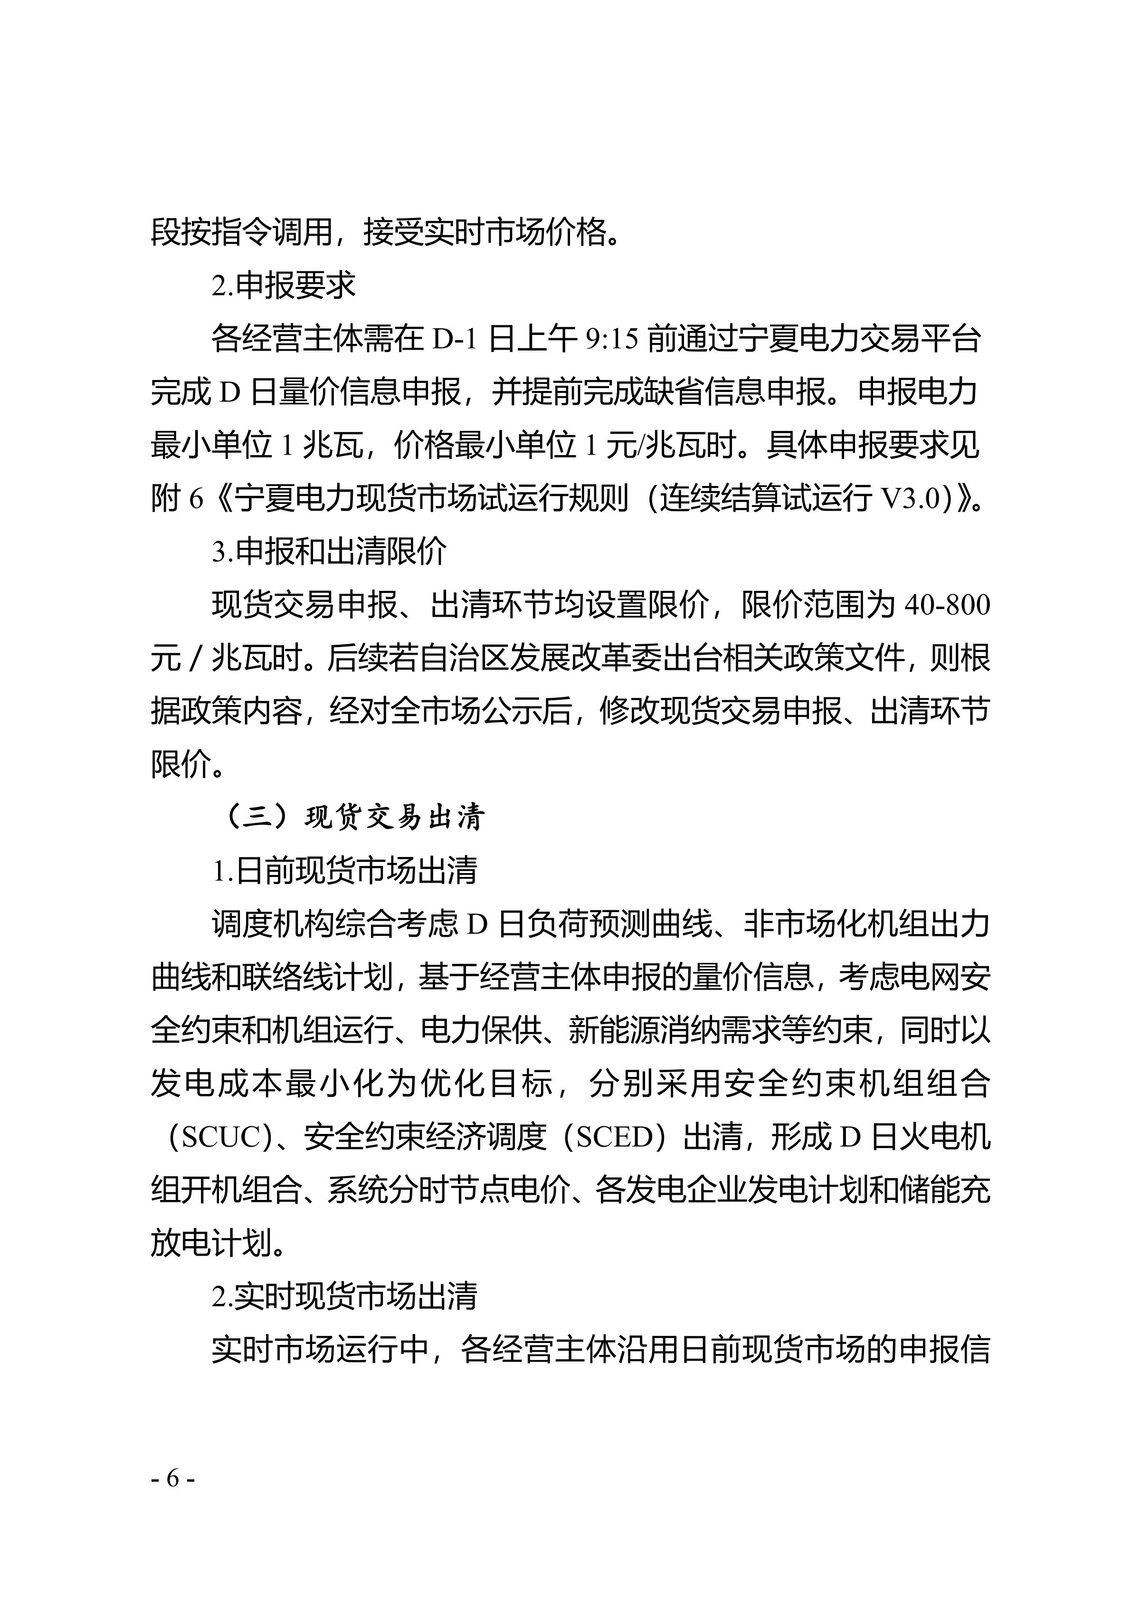 段按指令调用，接受实时市场价格。
2.申报要求
各经营主体需在 D-1 日上午 9:15 前通过宁夏电力交易平台
完成 D 日量价信息申报，并提前完成缺省信息申报。申报电力
最小单位 1 兆瓦，价格最小单位 1 元/兆瓦时。具体申报要求见
附 6《宁夏电力现货市场试运行规则（连续结算试运行 V3.0）》。
3.申报和出清限价
现货交易申报、出清环节均设置限价，限价范围为 40-800
元／兆瓦时。后续若自治区发展改革委出台相关政策文件，则根
据政策内容，经对全市场公示后，修改现货交易申报、出清环节
限价。
（三）现货交易出清
1.日前现货市场出清
调度机构综合考虑 D 日负荷预测曲线、非市场化机组出力
曲线和联络线计划，基于经营主体申报的量价信息，考虑电网安
全约束和机组运行、电力保供、新能源消纳需求等约束，同时以
发电成本最小化为优化目标，分别采用安全约束机组组合
（SCUC）、安全约束经济调度（SCED）出清，形成 D 日火电机
组开机组合、系统分时节点电价、各发电企业发电计划和储能充
放电计划。
2.实时现货市场出清
实时市场运行中，各经营主体沿用日前现货市场的申报信
- 6 -